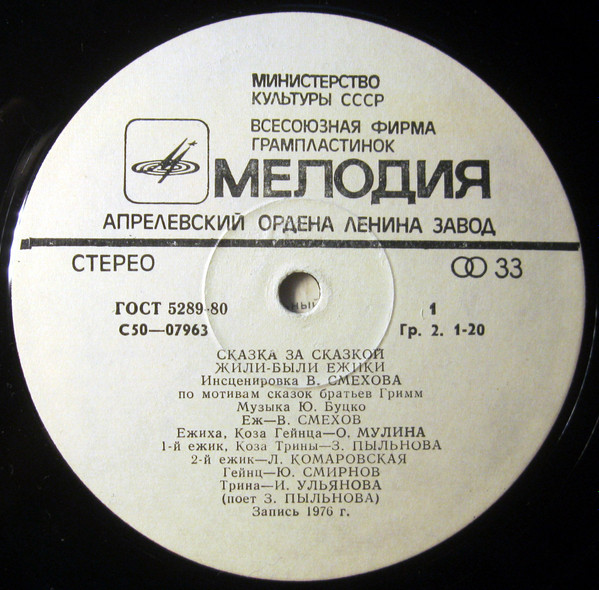 МИНИСТЕРСТВО
КУЛЬТУРЫ СССР
ВСЕСОЮЗНАЯ ФИРМА
ГРАМПЛАСТИНОК
МЕЛОДИЯ
АПРЕЛЕВСКИЙ ОРДЕНА ЛЕНИНА ЗАВОД
СТЕРЕО 33
ГОСТ 5289-80 1
С50—07963 Гр. 2. 1-20
СКАЗКА ЗА СКАЗКОЙ
ЖИЛИ-БЫЛИ ЕЖИКИ
Инсценировка В. СМЕХОВА
по мотивам сказок братьев Гримм
Музыка Ю. Буцко
Еж—В. СМЕХОВ
Ежиха, Коза Гейнца—О. МУЛИНА
1-й ежик, Коза Трины—З. ПЫЛЬНОВА
2-й ежик—Л. КОМАРОВСКАЯ
Гейнц—Ю. СМИРНОВ
Трина—И. УЛЬЯНОВА
(поет З. ПЫЛЬНОВА)
Запись 1976 г.